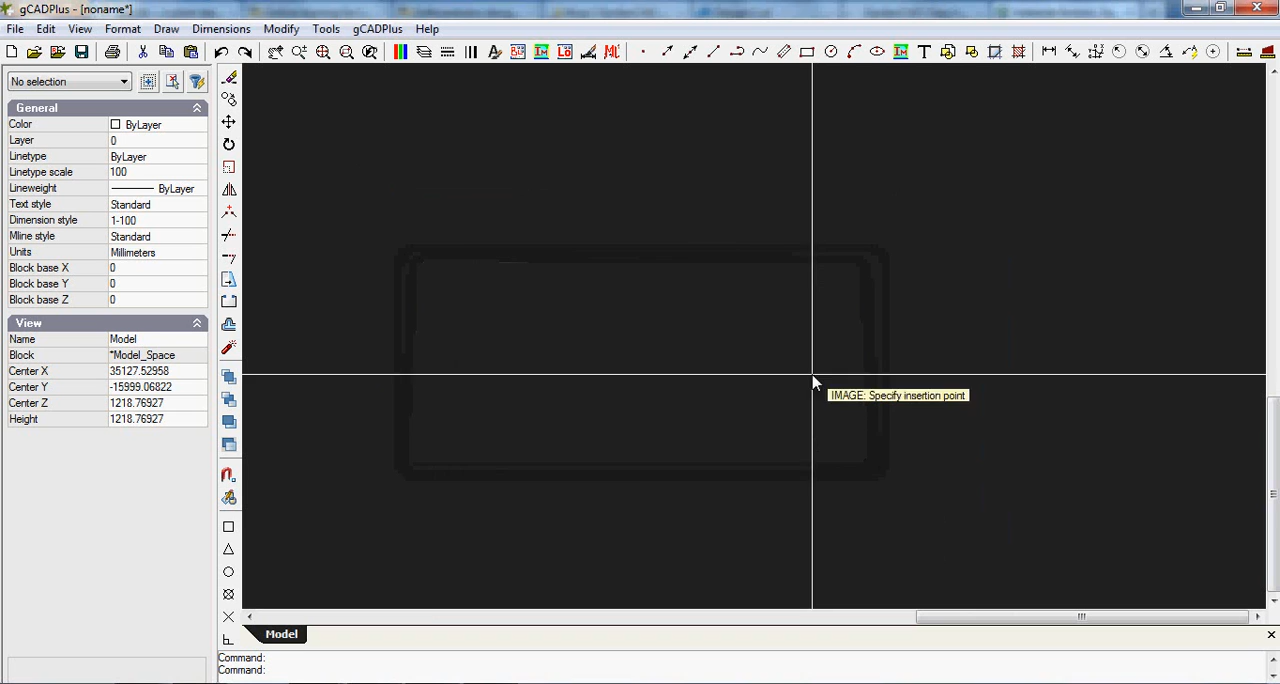 gCADPlus - [noname*]
File Edit View Format Draw Dimensions Modify Tools gCADPlus Help
No selection
General
Color ByLayer
Layer 0
Linetype ByLayer
Linetype scale 100
Lineweight ByLayer
Text style Standard
Dimension style 1-100
Mline style Standard
Units Millimeters
Block base X 0
Block base Y 0
Block base Z 0
View
Name Model
Block *Model_Space
Center X 35127.52958
Center Y -15999.06822
Center Z 1218.76927
Height 1218.76927
IMAGE: Specify insertion point
Model
Command:
Command: